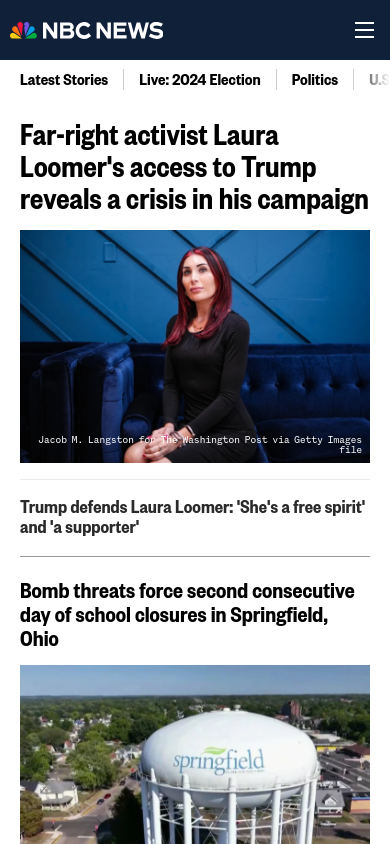 NBC NEWS
Latest Stories
Live: 2024 Election
Politics
U.S
Far-right activist Laura
Loomer's access to Trump
reveals a crisis in his campaign
Jacob M. Langston for The Washington Post via Getty Images
file
Trump defends Laura Loomer: 'She's a free spirit'
and 'a supporter'
Bomb threats force second consecutive
day of school closures in Springfield,
Ohio
springfield